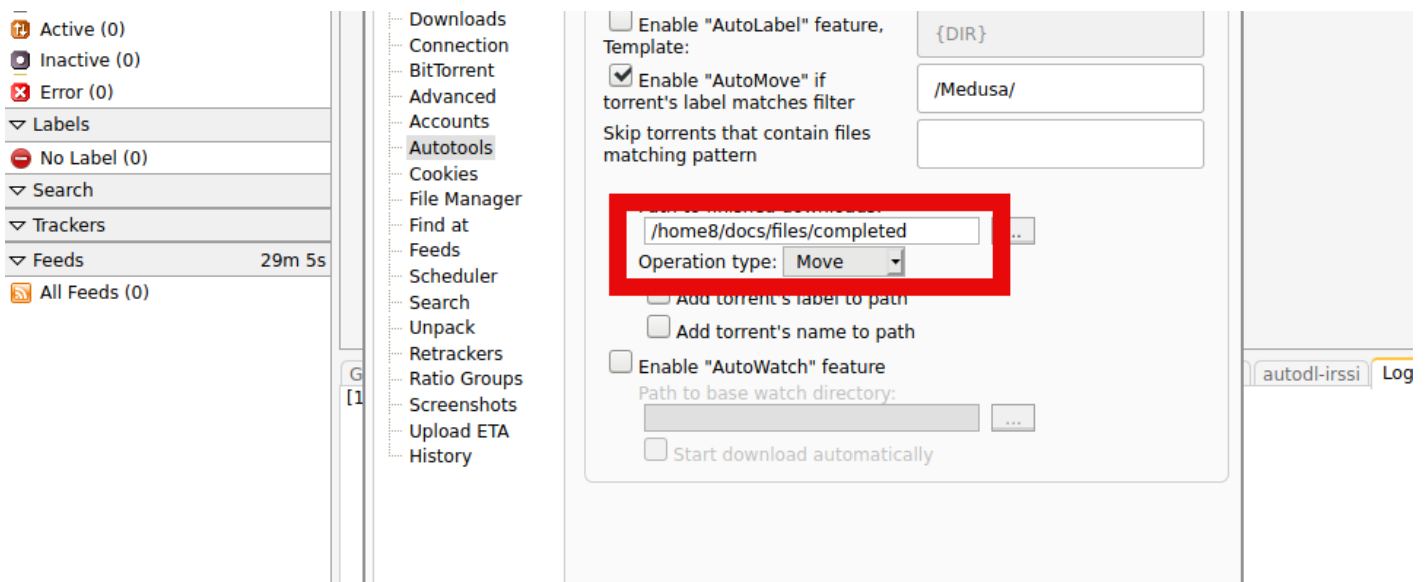 Active (0)
Inactive (0)
Error (0)
Labels
No Label (0)
Search
Trackers
Feeds 29m 5s
All Feeds (0)
Downloads
Connection
BitTorrent
Advanced
Accounts
Autotools
Cookies
File Manager
Find at
Feeds
Scheduler
Search
Unpack
Retrackers
Ratio Groups
Screenshots
Upload ETA
History
Enable "AutoLabel" feature,
Template:
{DIR}
Enable "AutoMove" if
torrent's label matches filter
/Medusa/
Skip torrents that contain files
matching pattern
/home8/docs/files/completed
..
Operation type: Move
Add torrent's label to path
Add torrent's name to path
Enable "AutoWatch" feature
Path to base watch directory:
...
Start download automatically
G
[1
autodl-irssi
Log